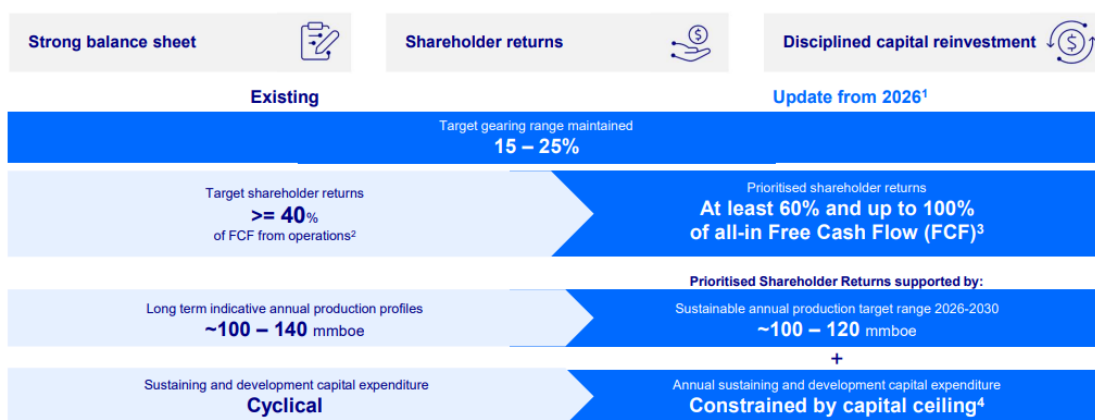 Strong balance sheet
Shareholder returns
Disciplined capital reinvestment
Existing
Update from 2026¹
Target gearing range maintained
15 – 25%
Target shareholder returns
>= 40%
of FCF from operations²
Prioritised shareholder returns
At least 60% and up to 100%
of all-in Free Cash Flow (FCF)³
Prioritised Shareholder Returns supported by:
Long term indicative annual production profiles
~100 – 140 mmboe
Sustainable annual production target range 2026-2030
~100 – 120 mmboe
+
Sustaining and development capital expenditure
Cyclical
Annual sustaining and development capital expenditure
Constrained by capital ceiling⁴